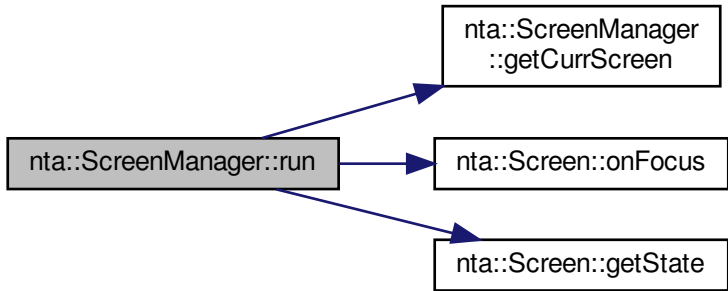 nta::ScreenManager
::getCurrScreen
nta::ScreenManager::run
nta::Screen::onFocus
nta::Screen::getState